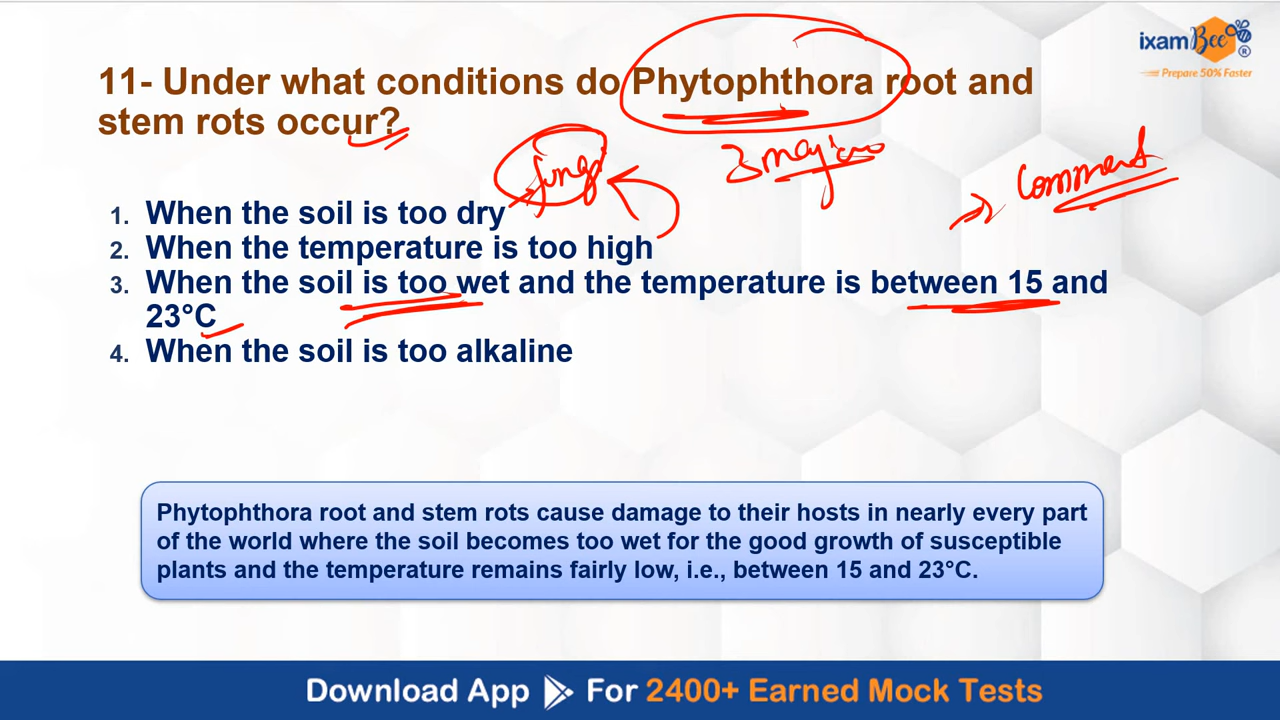 ixamBee®
Prepare 50% Faster
11- Under what conditions do Phytophthora root and
stem rots occur?
fungi
3 major
Comment
1. When the soil is too dry
2. When the temperature is too high
3. When the soil is too wet and the temperature is between 15 and
23°C
4. When the soil is too alkaline
Phytophthora root and stem rots cause damage to their hosts in nearly every part
of the world where the soil becomes too wet for the good growth of susceptible
plants and the temperature remains fairly low, i.e., between 15 and 23°C.
Download App For 2400+ Earned Mock Tests